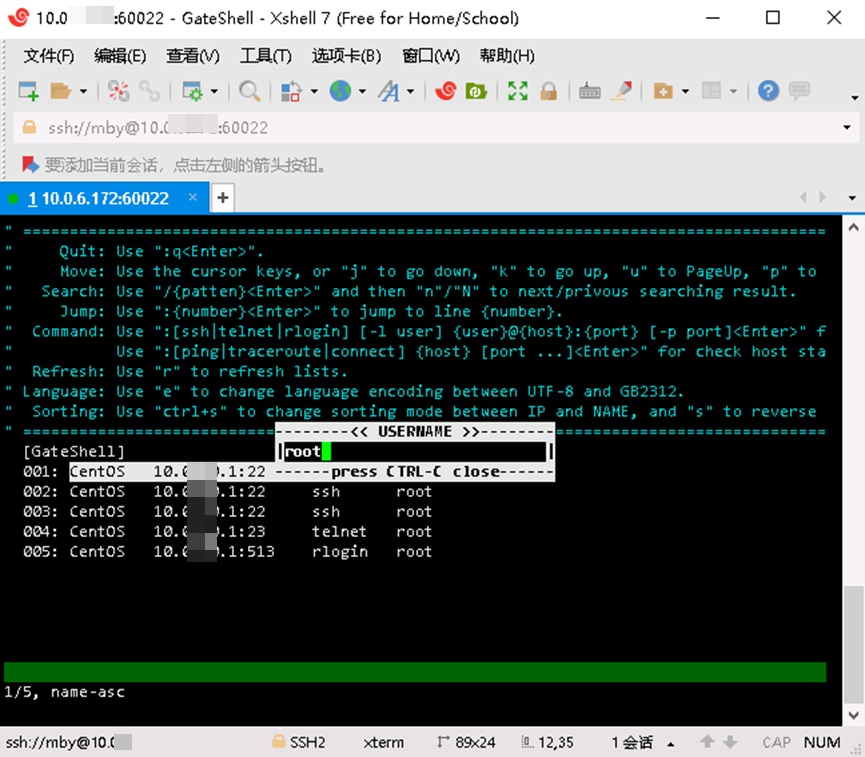 10.0 :60022 - GateShell - Xshell 7 (Free for Home/School)
文件(F) 编辑(E) 查看(V) 工具(T) 选项卡(B) 窗口(W) 帮助(H)
ssh://mby@10.0 :60022
要添加当前会话，点击左侧的箭头按钮。
1 10.0.6.172:60022 × +
" ======================================================================================
" Quit: Use ":q<Enter>".
" Move: Use the cursor keys, or "j" to go down, "k" to go up, "u" to PageUp, "p" to
" Search: Use "/{patten}<Enter>" and then "n"/"N" to next/privous searching result.
" Jump: Use ":{number}<Enter>" to jump to line {number}.
" Command: Use ":[ssh|telnet|rlogin] [-l user] {user}@{host}:{port} [-p port]<Enter>" f
" Use ":[ping|traceroute|connect] {host} [port ...]<Enter>" for check host sta
" Refresh: Use "r" to refresh lists.
" Language: Use "e" to change language encoding between UTF-8 and GB2312.
" Sorting: Use "ctrl+s" to change sorting mode between IP and NAME, and "s" to reverse
" ======================================================================================
--------<< USERNAME >>--------
[GateShell]
|root |
001: CentOS 10. .1:22 ------press CTRL-C close------
002: CentOS 10. .1:22 ssh root
003: CentOS 10. .1:22 ssh root
004: CentOS 10. .1:23 telnet root
005: CentOS 10. .1:513 rlogin root
1/5, name-asc
ssh://mby@10.0 SSH2 xterm 89x24 12,35 1 会话 CAP NUM